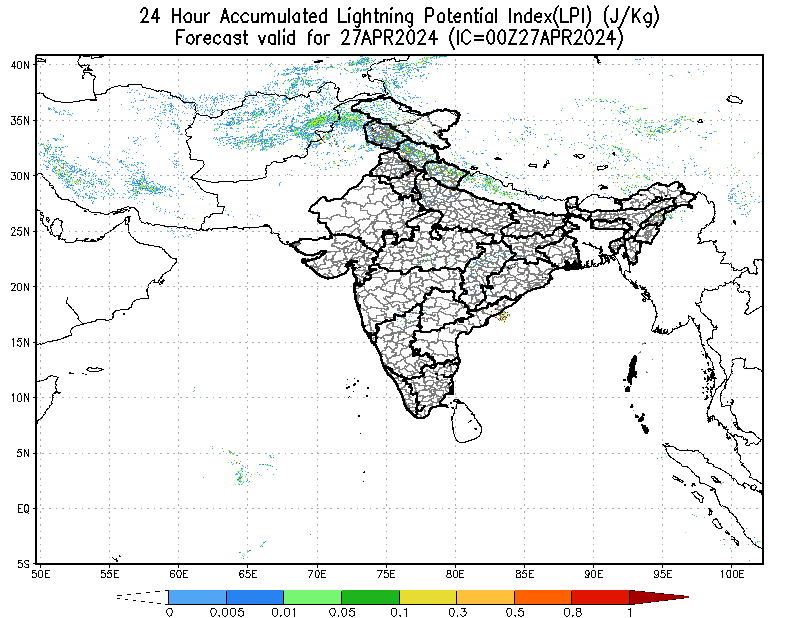 24 Hour Accumulated Lightning Potential Index(LPI) (J/Kg)
Forecast valid for 27APR2024 (IC=00Z27APR2024)
40N
35N
30N
25N
20N
15N
10N
5N
EQ
5S
50E 55E 60E 65E 70E 75E 80E 85E 90E 95E 100E
0 0.005 0.01 0.05 0.1 0.3 0.5 0.8 1